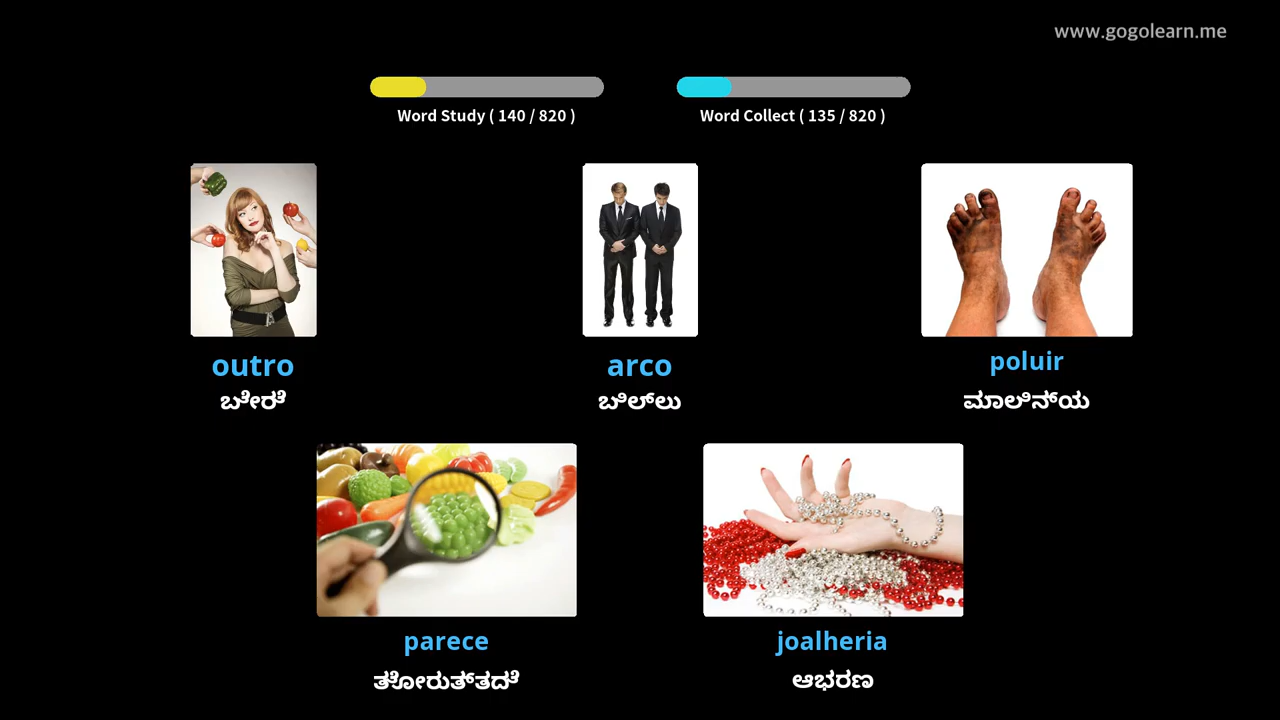 www.gogolearn.me
Word Study ( 140 / 820 )
Word Collect ( 135 / 820 )
outro
ಬೇರೆ
arco
ಬಿಲ್ಲು
poluir
ಮಾಲಿನ್ಯ
parece
ತೋರುತ್ತದೆ
joalheria
ಆಭರಣ